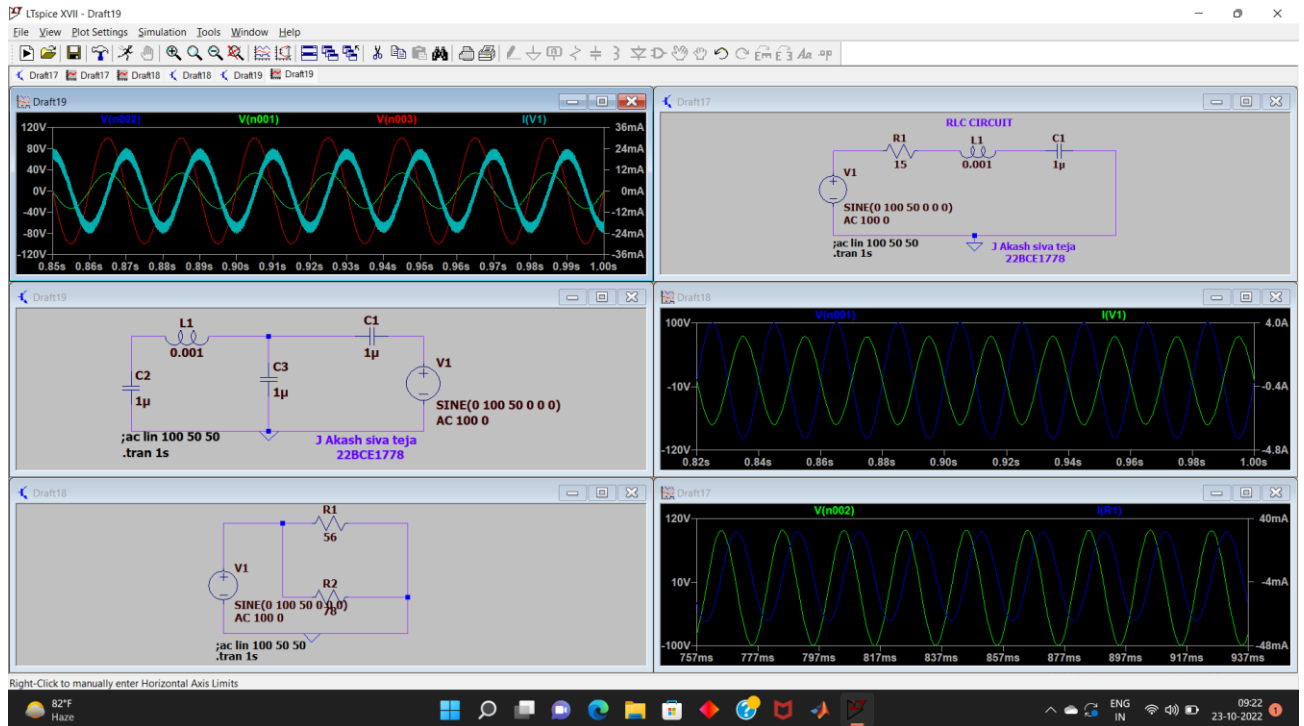 LTspice XVII - Draft19
File View Plot Settings Simulation Tools Window Help
Draft17 Draft17 Draft18 Draft18 Draft19 Draft19
Draft19
V(n002) V(n001) V(n003) I(V1)
120V 36mA
80V 24mA
40V 12mA
0V 0mA
-40V -12mA
-80V -24mA
-120V -36mA
0.85s 0.86s 0.87s 0.88s 0.89s 0.90s 0.91s 0.92s 0.93s 0.94s 0.95s 0.96s 0.97s 0.98s 0.99s 1.00s
Draft17
RLC CIRCUIT
R1 L1 C1
15 0.001 1µ
V1
SINE(0 100 50 0 0 0)
AC 100 0
;ac lin 100 50 50
.tran 1s
J Akash siva teja
22BCE1778
Draft19
L1 C1
0.001 1µ
C2 C3 V1
1µ 1µ
SINE(0 100 50 0 0 0)
AC 100 0
;ac lin 100 50 50
.tran 1s
J Akash siva teja
22BCE1778
Draft18
V(n001) I(V1)
100V 4.0A
-10V -0.4A
-120V -4.8A
0.82s 0.84s 0.86s 0.88s 0.90s 0.92s 0.94s 0.96s 0.98s 1.00s
Draft18
R1
56
V1
R2
78
SINE(0 100 50 0 0 0)
AC 100 0
;ac lin 100 50 50
.tran 1s
Draft17
V(n002) I(R1)
120V 40mA
10V -4mA
-100V -48mA
757ms 777ms 797ms 817ms 837ms 857ms 877ms 897ms 917ms 937ms
Right-Click to manually enter Horizontal Axis Limits
82°F
Haze
ENG
IN
09:22
23-10-2022
1